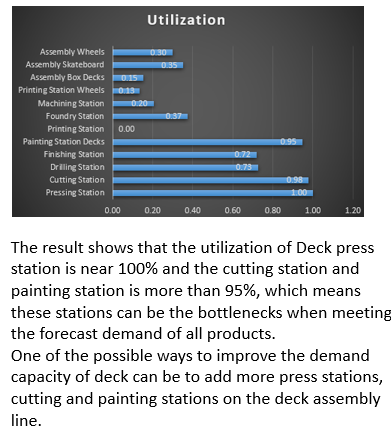 Utilization
Assembly Wheels 0.30
Assembly Skateboard 0.35
Assembly Box Decks 0.15
Printing Station Wheels 0.13
Machining Station 0.20
Foundry Station 0.37
Printing Station 0.00
Painting Station Decks 0.95
Finishing Station 0.72
Drilling Station 0.73
Cutting Station 0.98
Pressing Station 1.00
0.00 0.20 0.40 0.60 0.80 1.00 1.20
The result shows that the utilization of Deck press
station is near 100% and the cutting station and
painting station is more than 95%, which means
these stations can be the bottlenecks when meeting
the forecast demand of all products.
One of the possible ways to improve the demand
capacity of deck can be to add more press stations,
cutting and painting stations on the deck assembly
line.